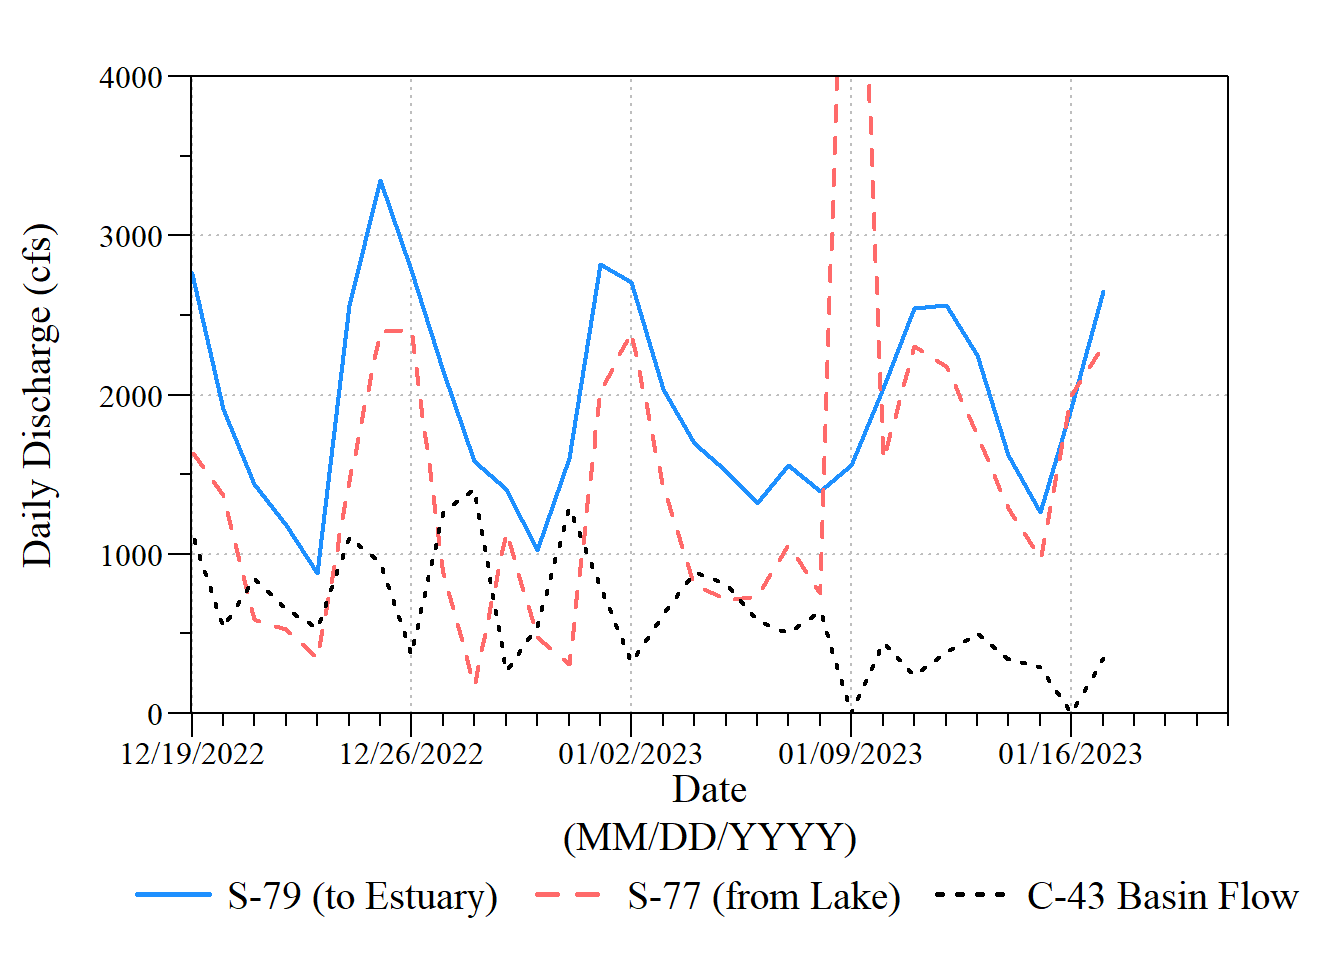 Daily Discharge (cfs)
4000
3000
2000
1000
0
12/19/2022 12/26/2022 01/02/2023 01/09/2023 01/16/2023
Date
(MM/DD/YYYY)
S-79 (to Estuary) S-77 (from Lake) C-43 Basin Flow